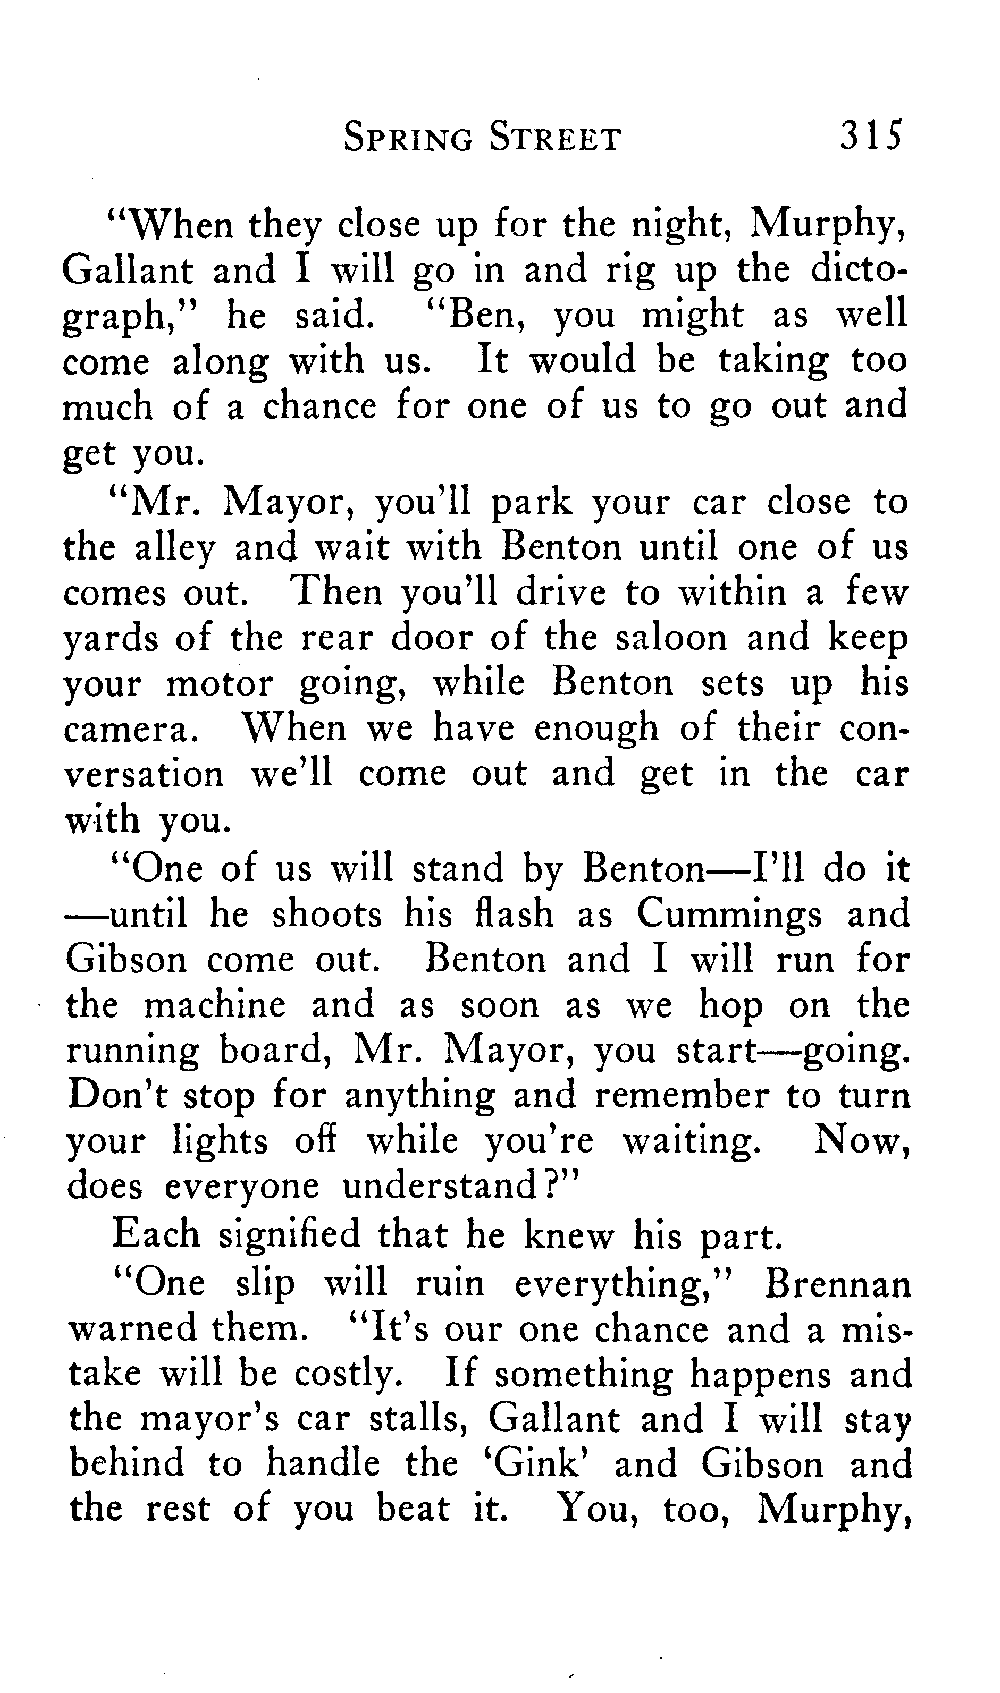 SPRING STREET 315
"When they close up for the night, Murphy,
Gallant and I will go in and rig up the dicto-
graph," he said. "Ben, you might as well
come along with us. It would be taking too
much of a chance for one of us to go out and
get you.
"Mr. Mayor, you'll park your car close to
the alley and wait with Benton until one of us
comes out. Then you'll drive to within a few
yards of the rear door of the saloon and keep
your motor going, while Benton sets up his
camera. When we have enough of their con-
versation we'll come out and get in the car
with you.
"One of us will stand by Benton—I'll do it
—until he shoots his flash as Cummings and
Gibson come out. Benton and I will run for
the machine and as soon as we hop on the
running board, Mr. Mayor, you start—going.
Don't stop for anything and remember to turn
your lights off while you're waiting. Now,
does everyone understand?"
Each signified that he knew his part.
"One slip will ruin everything," Brennan
warned them. "It's our one chance and a mis-
take will be costly. If something happens and
the mayor's car stalls, Gallant and I will stay
behind to handle the 'Gink' and Gibson and
the rest of you beat it. You, too, Murphy,